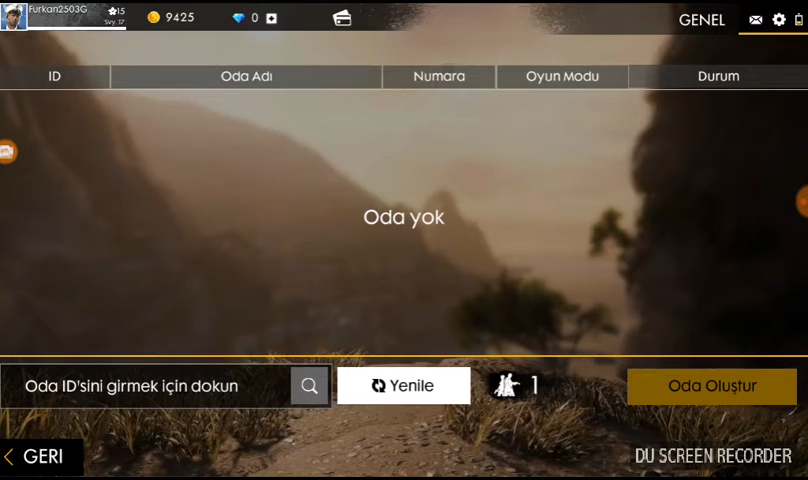 Furkan2503G
15
Svy. 17
9425
0
GENEL
ID
Oda Adı
Numara
Oyun Modu
Durum
Oda yok
Oda ID'sini girmek için dokun
Yenile
1
Oda Oluştur
GERI
DU SCREEN RECORDER